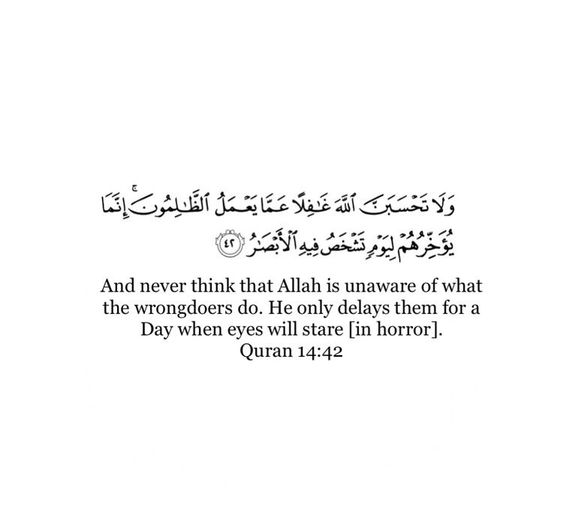 وَلَا تَحْسَبَنَّ ٱللَّهَ غَـٰفِلًا عَمَّا يَعْمَلُ ٱلظَّـٰلِمُونَ ۚ إِنَّمَا
يُؤَخِّرُهُمْ لِيَوْمٍ تَشْخَصُ فِيهِ ٱلْأَبْصَـٰرُ ٤٢
And never think that Allah is unaware of what
the wrongdoers do. He only delays them for a
Day when eyes will stare [in horror].
Quran 14:42